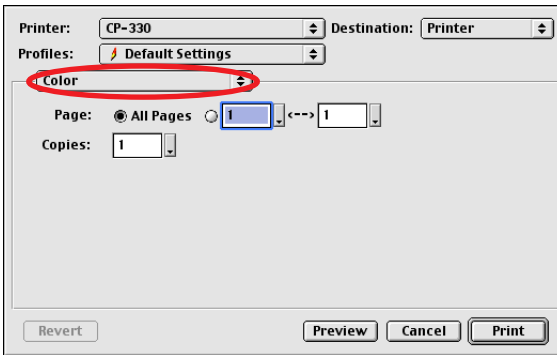 Printer: CP-330 Destination: Printer
Profiles: Default Settings
Color
Page: All Pages 1 <--> 1
Copies: 1
Revert Preview Cancel Print